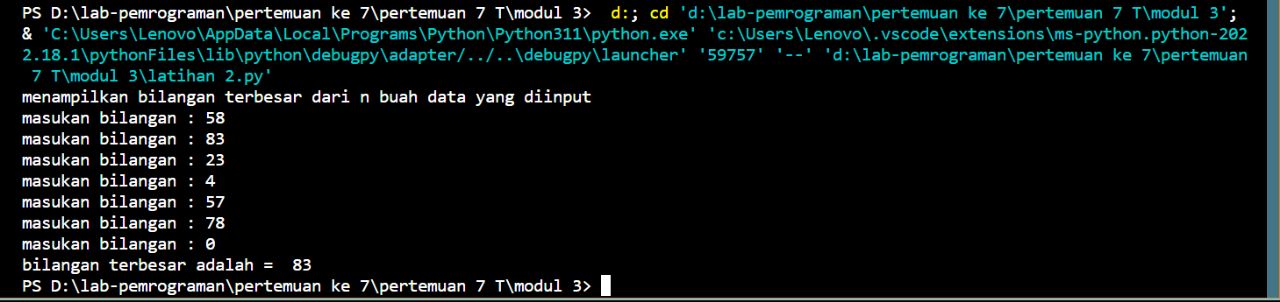 PS D:\lab-pemrograman\pertemuan ke 7\pertemuan 7 T\modul 3>  d:; cd 'd:\lab-pemrograman\pertemuan ke 7\pertemuan 7 T\modul 3';
& 'C:\Users\Lenovo\AppData\Local\Programs\Python\Python311\python.exe' 'c:\Users\Lenovo\.vscode\extensions\ms-python.python-202
2.18.1\pythonFiles\lib\python\debugpy\adapter/../..\debugpy\launcher' '59757' '--' 'd:\lab-pemrograman\pertemuan ke 7\pertemuan
 7 T\modul 3\latihan 2.py'
menampilkan bilangan terbesar dari n buah data yang diinput
masukan bilangan : 58
masukan bilangan : 83
masukan bilangan : 23
masukan bilangan : 4
masukan bilangan : 57
masukan bilangan : 78
masukan bilangan : 0
bilangan terbesar adalah =  83
PS D:\lab-pemrograman\pertemuan ke 7\pertemuan 7 T\modul 3>